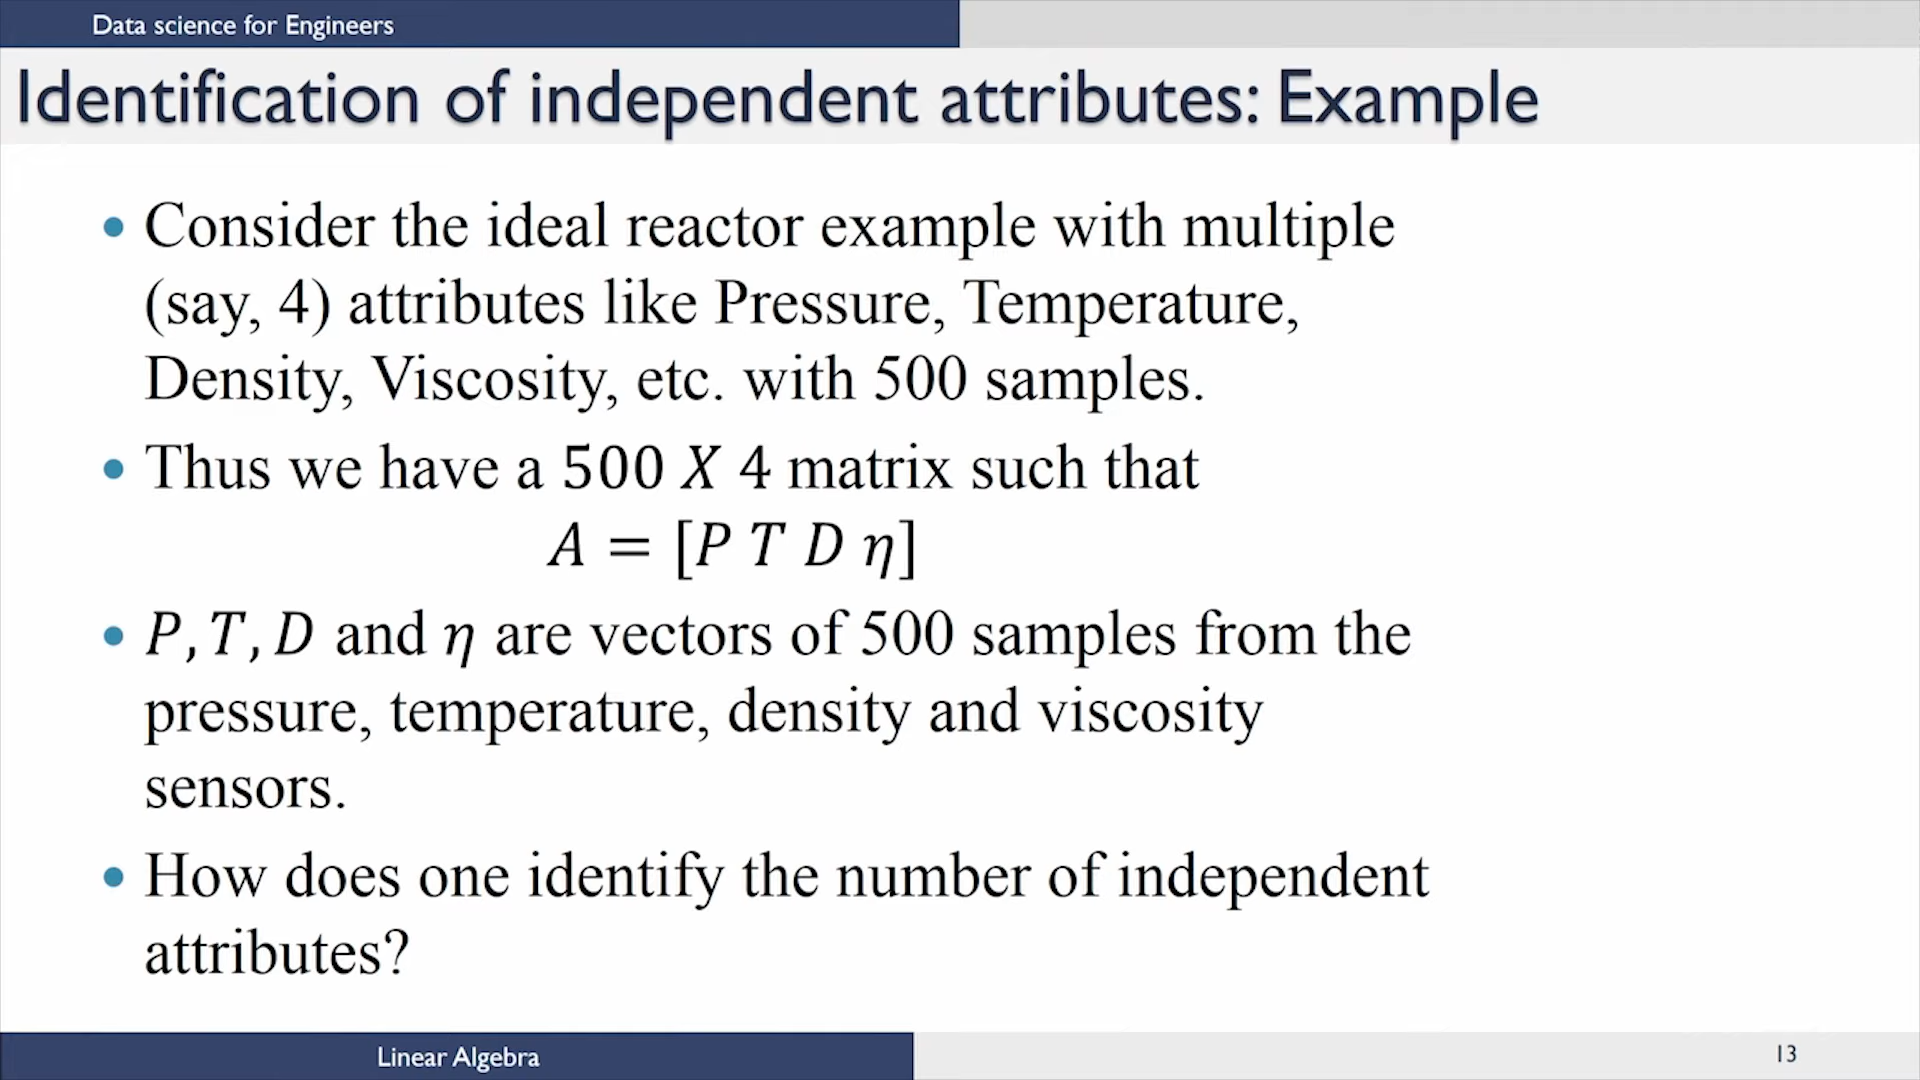 Data science for Engineers
Identification of independent attributes: Example
• Consider the ideal reactor example with multiple
(say, 4) attributes like Pressure, Temperature,
Density, Viscosity, etc. with 500 samples.
• Thus we have a 500 X 4 matrix such that
A = [P T D η]
• P, T, D and η are vectors of 500 samples from the
pressure, temperature, density and viscosity
sensors.
• How does one identify the number of independent
attributes?
Linear Algebra
13